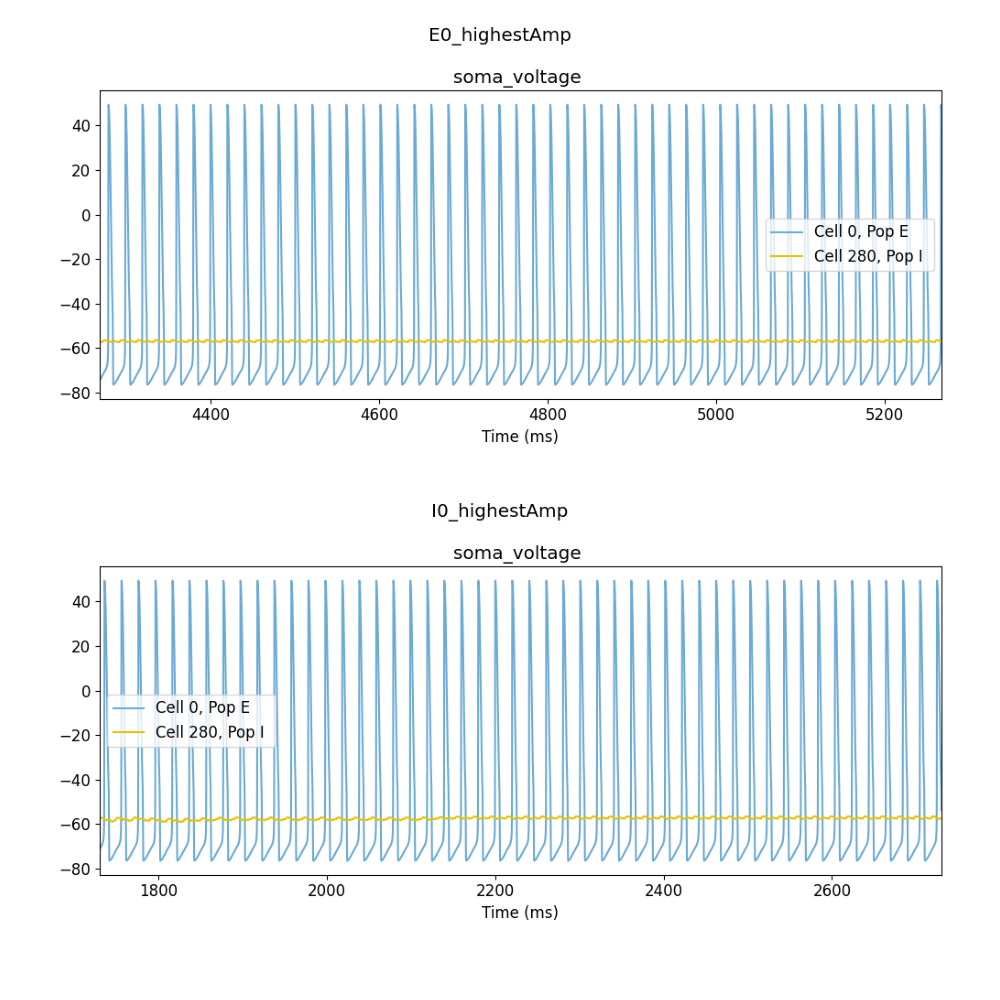 E0_highestAmp
soma_voltage
40
20
0
−20
−40
−60
−80
Cell 0, Pop E
Cell 280, Pop I
4400 4600 4800 5000 5200
Time (ms)
I0_highestAmp
soma_voltage
40
20
0
−20
−40
−60
−80
Cell 0, Pop E
Cell 280, Pop I
1800 2000 2200 2400 2600
Time (ms)